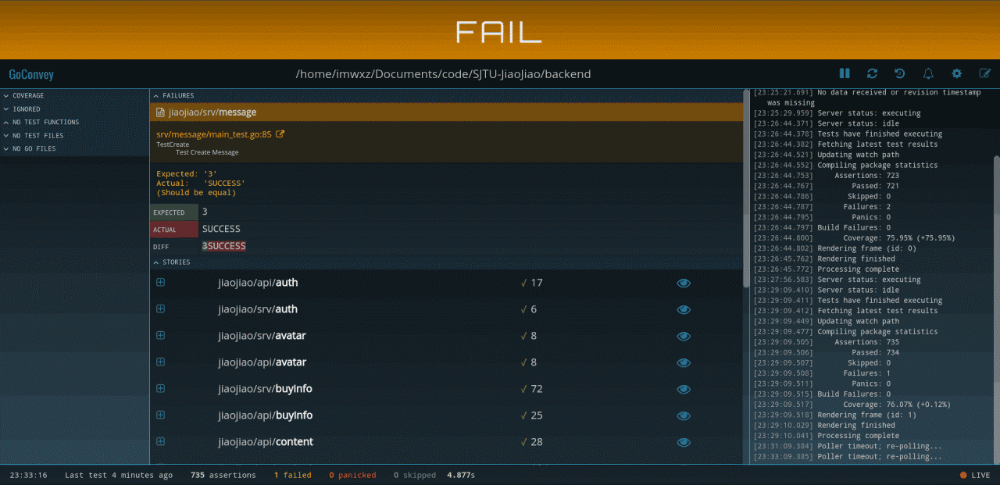 FAIL
GoConvey
/home/imwxz/Documents/code/SJTU-JiaoJiao/backend
COVERAGE
IGNORED
NO TEST FUNCTIONS
NO TEST FILES
NO GO FILES
FAILURES
jiaojiao/srv/message
srv/message/main_test.go:85
TestCreate
Test Create Message
Expected: '3'
Actual: 'SUCCESS'
(Should be equal)
EXPECTED 3
ACTUAL SUCCESS
DIFF 3SUCCESS
STORIES
jiaojiao/api/auth √ 17
jiaojiao/srv/auth √ 6
jiaojiao/srv/avatar √ 8
jiaojiao/api/avatar √ 8
jiaojiao/srv/buyInfo √ 72
jiaojiao/api/buyInfo √ 25
jiaojiao/api/content √ 28
[23:25:21.691] No data received or revision timestamp
was missing
[23:25:29.959] Server status: executing
[23:26:44.371] Server status: idle
[23:26:44.378] Tests have finished executing
[23:26:44.382] Fetching latest test results
[23:26:44.521] Updating watch path
[23:26:44.552] Compiling package statistics
[23:26:44.753] Assertions: 723
[23:26:44.767] Passed: 721
[23:26:44.786] Skipped: 0
[23:26:44.787] Failures: 2
[23:26:44.795] Panics: 0
[23:26:44.797] Build Failures: 0
[23:26:44.800] Coverage: 75.95% (+75.95%)
[23:26:44.802] Rendering frame (id: 0)
[23:26:45.762] Rendering finished
[23:26:45.772] Processing complete
[23:27:56.583] Server status: executing
[23:29:09.410] Server status: idle
[23:29:09.411] Tests have finished executing
[23:29:09.412] Fetching latest test results
[23:29:09.449] Updating watch path
[23:29:09.477] Compiling package statistics
[23:29:09.505] Assertions: 735
[23:29:09.506] Passed: 734
[23:29:09.507] Skipped: 0
[23:29:09.508] Failures: 1
[23:29:09.511] Panics: 0
[23:29:09.515] Build Failures: 0
[23:29:09.517] Coverage: 76.07% (+0.12%)
[23:29:09.518] Rendering frame (id: 1)
[23:29:10.029] Rendering finished
[23:29:10.041] Processing complete
[23:31:09.384] Poller timeout; re-polling...
[23:33:09.385] Poller timeout; re-polling...
23:33:16 Last test 4 minutes ago 735 assertions 1 failed 0 panicked 0 skipped 4.877s LIVE